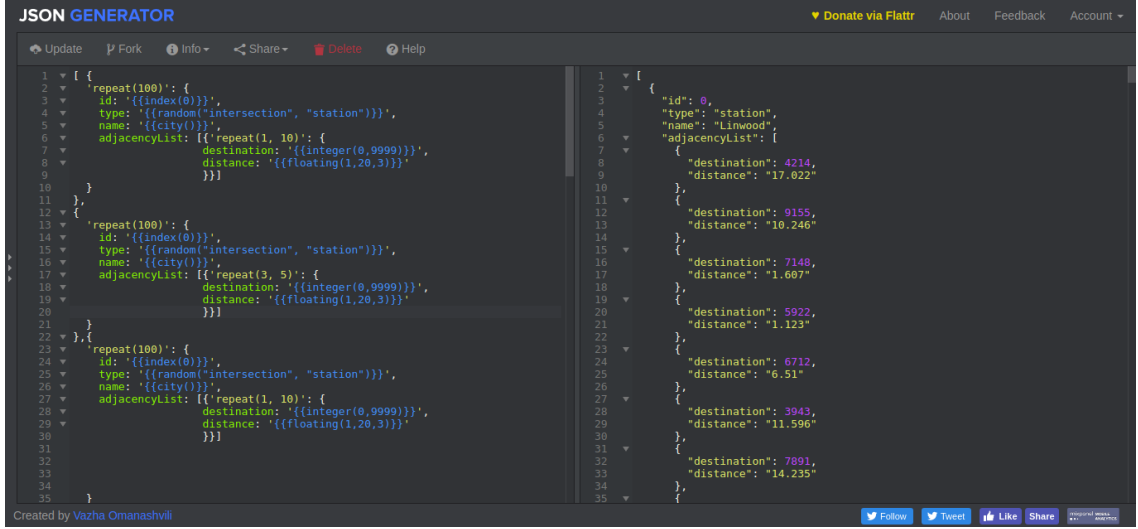 JSON GENERATOR
♥ Donate via Flattr About Feedback Account
Update Fork Info Share Delete Help
1 [ {
2 'repeat(100)': {
3 id: '{{index(0)}}',
4 type: '{{random("intersection", "station")}}',
5 name: '{{city()}}',
6 adjacencyList: [{'repeat(1, 10)': {
7 destination: '{{integer(0,9999)}}',
8 distance: '{{floating(1,20,3)}}'
9 }}]
10 }
11 },
12 {
13 'repeat(100)': {
14 id: '{{index(0)}}',
15 type: '{{random("intersection", "station")}}',
16 name: '{{city()}}',
17 adjacencyList: [{'repeat(3, 5)': {
18 destination: '{{integer(0,9999)}}',
19 distance: '{{floating(1,20,3)}}'
20 }}]
21 }
22 },{
23 'repeat(100)': {
24 id: '{{index(0)}}',
25 type: '{{random("intersection", "station")}}',
26 name: '{{city()}}',
27 adjacencyList: [{'repeat(1, 10)': {
28 destination: '{{integer(0,9999)}}',
29 distance: '{{floating(1,20,3)}}'
30 }}]
31
32
33
34
35 }
1 [
2 {
3 "id": 0,
4 "type": "station",
5 "name": "Linwood",
6 "adjacencyList": [
7 {
8 "destination": 4214,
9 "distance": "17.022"
10 },
11 {
12 "destination": 9155,
13 "distance": "10.246"
14 },
15 {
16 "destination": 7148,
17 "distance": "1.607"
18 },
19 {
20 "destination": 5922,
21 "distance": "1.123"
22 },
23 {
24 "destination": 6712,
25 "distance": "6.51"
26 },
27 {
28 "destination": 3943,
29 "distance": "11.596"
30 },
31 {
32 "destination": 7891,
33 "distance": "14.235"
34 },
35 {
Created by Vazha Omanashvili
Follow Tweet Like Share